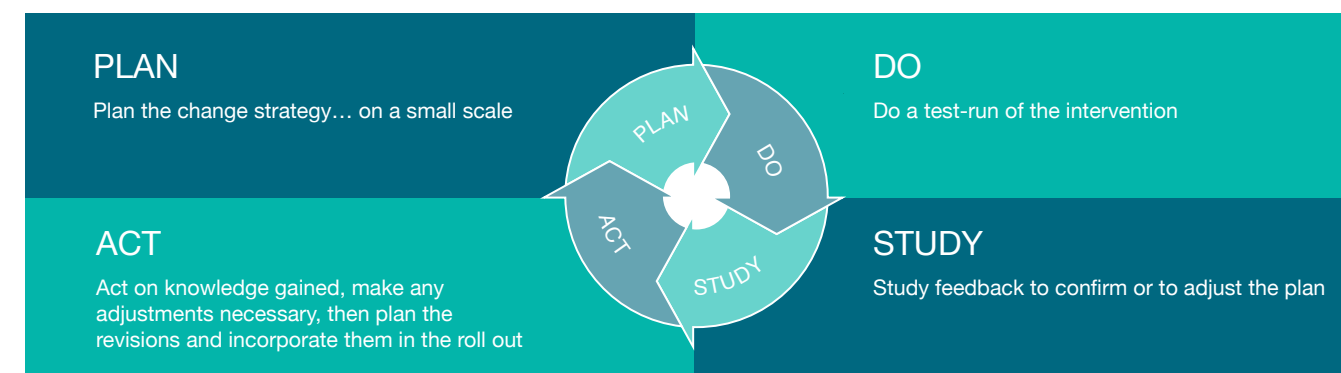 PLAN
Plan the change strategy… on a small scale
DO
Do a test-run of the intervention
PLAN
DO
ACT
STUDY
ACT
Act on knowledge gained, make any
adjustments necessary, then plan the
revisions and incorporate them in the roll out
STUDY
Study feedback to confirm or to adjust the plan